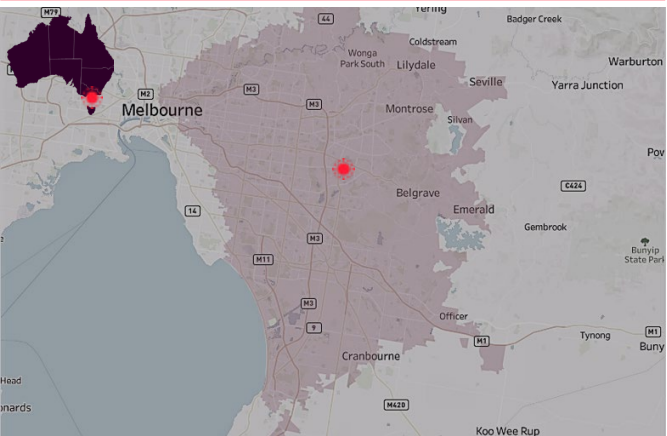 M79
44
Yering
Badger Creek
Coldstream
Wonga
Park South
Lilydale
Warburton
Seville
Yarra Junction
M3
M2
M3
Melbourne
Montrose
Silvan
Pov
Belgrave
C424
14
Emerald
Gembrook
M3
Bunyip
State Park
M11
M3
9
Officer
M1
Tynong
M1
Buny
Cranbourne
Head
onards
M420
Koo Wee Rup